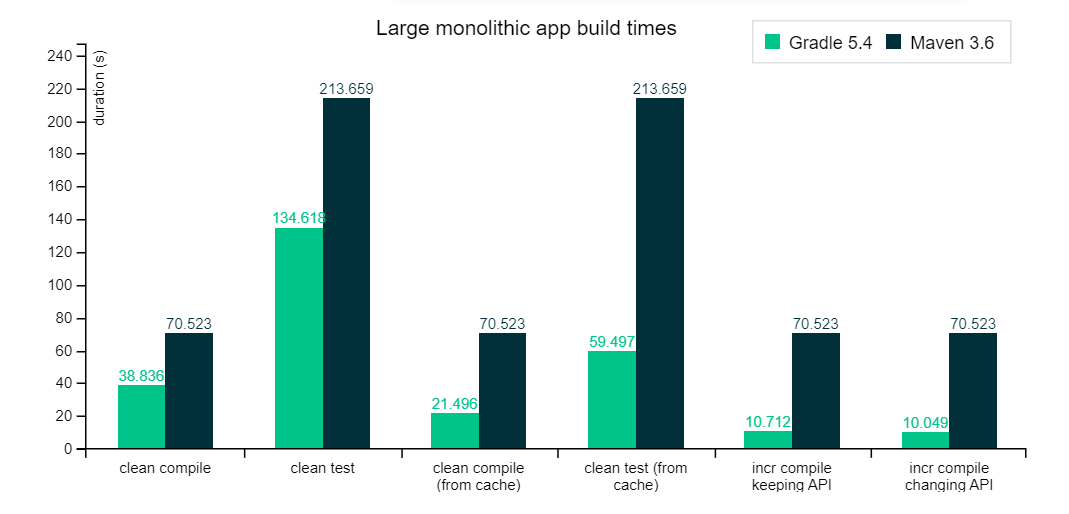 Large monolithic app build times
Gradle 5.4
Maven 3.6
duration (s)
240
220
200
180
160
140
120
100
80
60
40
20
0
38.836
70.523
134.618
213.659
21.496
70.523
59.497
213.659
10.712
70.523
10.049
70.523
clean compile
clean test
clean compile
(from cache)
clean test (from
cache)
incr compile
keeping API
incr compile
changing API